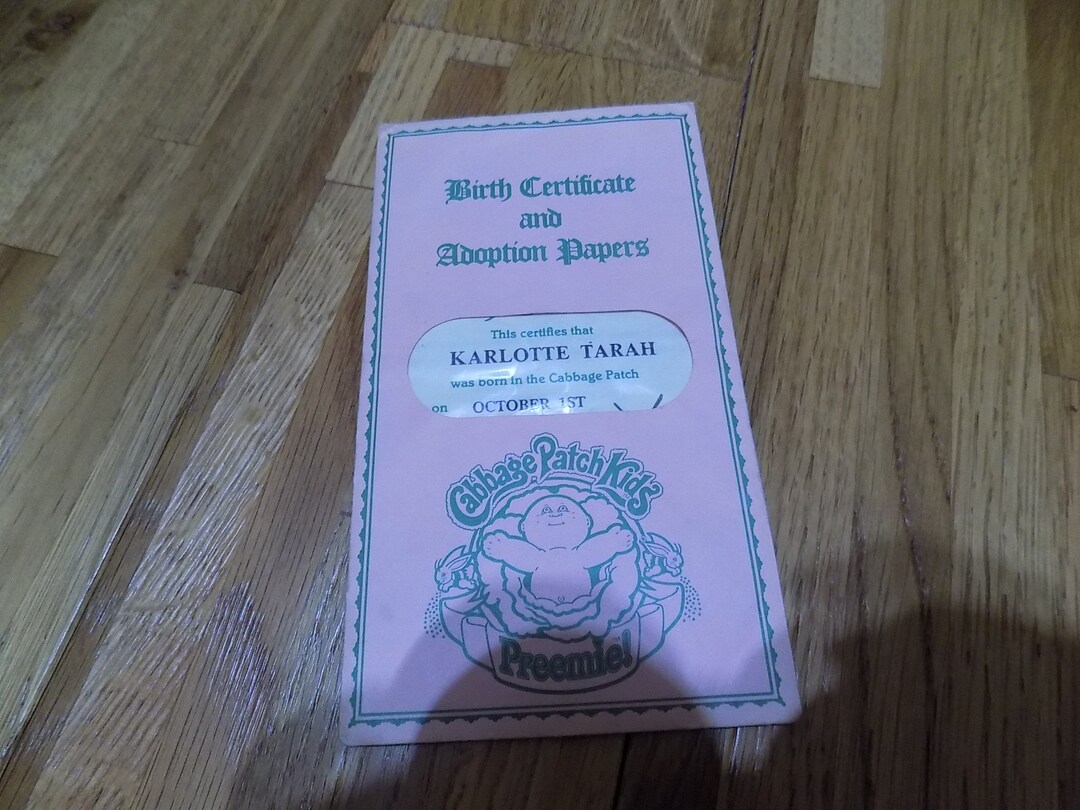 Birth Certificate
and
Adoption Papers
This certifies that
KARLOTTE TARAH
was born in the Cabbage Patch
on OCTOBER 1ST
Cabbage Patch Kids
Preemie!